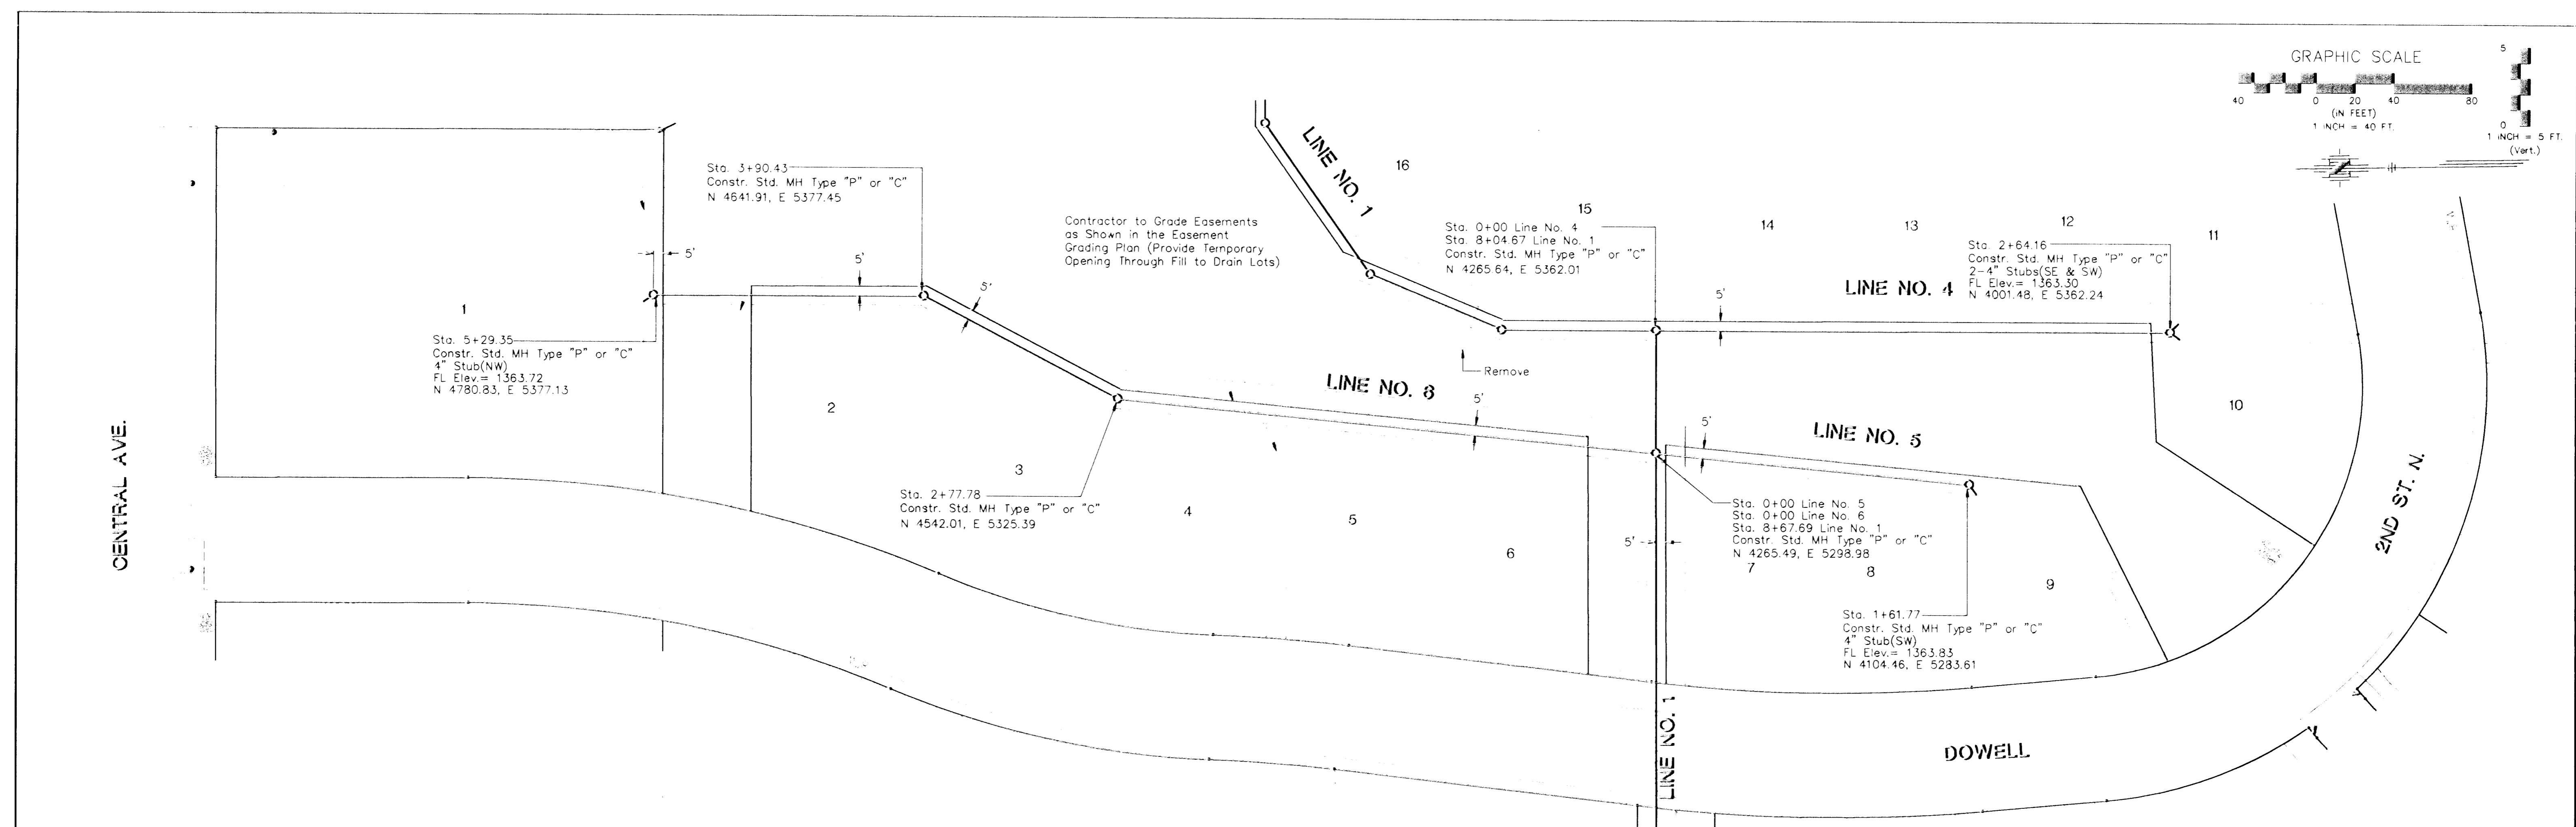 GRAPHIC SCALE
40 0 20 40 80
(IN FEET)
1 INCH = 40 FT.
5
0
1 INCH = 5 FT.
(Vert.)
Sta. 3+90.43
Constr. Std. MH Type "P" or "C"
N 4641.91, E 5377.45
LINE NO. 1
16
Contractor to Grade Easements
as Shown in the Easement
Grading Plan (Provide Temporary
Opening Through Fill to Drain Lots)
15
14
13
12
11
Sta. 0+00 Line No. 4
Sta. 8+04.67 Line No. 1
Constr. Std. MH Type "P" or "C"
N 4265.64, E 5362.01
Sta. 2+64.16
Constr. Std. MH Type "P" or "C"
2-4" Stubs(SE & SW)
FL Elev.= 1363.30
N 4001.48, E 5362.24
5'
5'
5'
5'
LINE NO. 4
1
Sta. 5+29.35
Constr. Std. MH Type "P" or "C"
4" Stub(NW)
FL Elev.= 1363.72
N 4780.83, E 5377.13
Remove
LINE NO. 6
5'
2
10
CENTRAL AVE.
5'
LINE NO. 5
3
Sta. 2+77.78
Constr. Std. MH Type "P" or "C"
N 4542.01, E 5325.39
4
5
6
Sta. 0+00 Line No. 5
Sta. 0+00 Line No. 6
Sta. 8+67.69 Line No. 1
Constr. Std. MH Type "P" or "C"
N 4265.49, E 5298.98
5'
7
8
9
2ND ST. N.
Sta. 1+61.77
Constr. Std. MH Type "P" or "C"
4" Stub(SW)
FL Elev.= 1363.83
N 4104.46, E 5283.61
LINE NO. 1
DOWELL